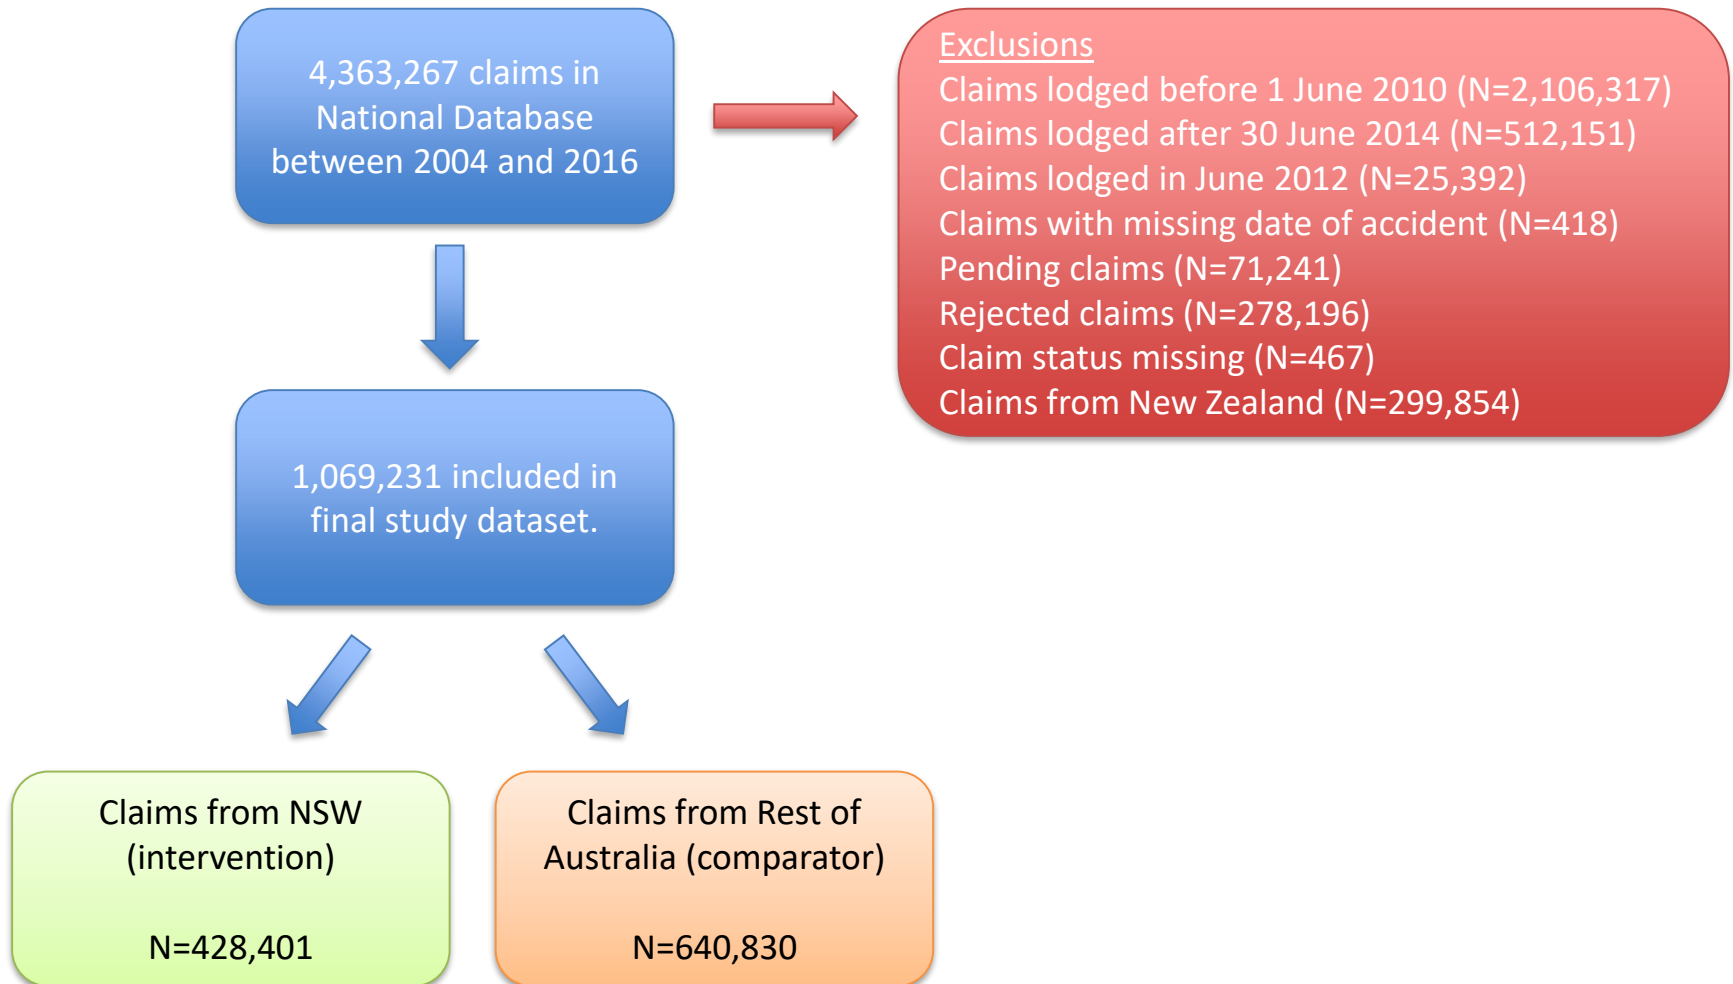 4,363,267 claims in
National Database
between 2004 and 2016
Exclusions
Claims lodged before 1 June 2010 (N=2,106,317)
Claims lodged after 30 June 2014 (N=512,151)
Claims lodged in June 2012 (N=25,392)
Claims with missing date of accident (N=418)
Pending claims (N=71,241)
Rejected claims (N=278,196)
Claim status missing (N=467)
Claims from New Zealand (N=299,854)
1,069,231 included in
final study dataset.
Claims from NSW
(intervention)
N=428,401
Claims from Rest of
Australia (comparator)
N=640,830